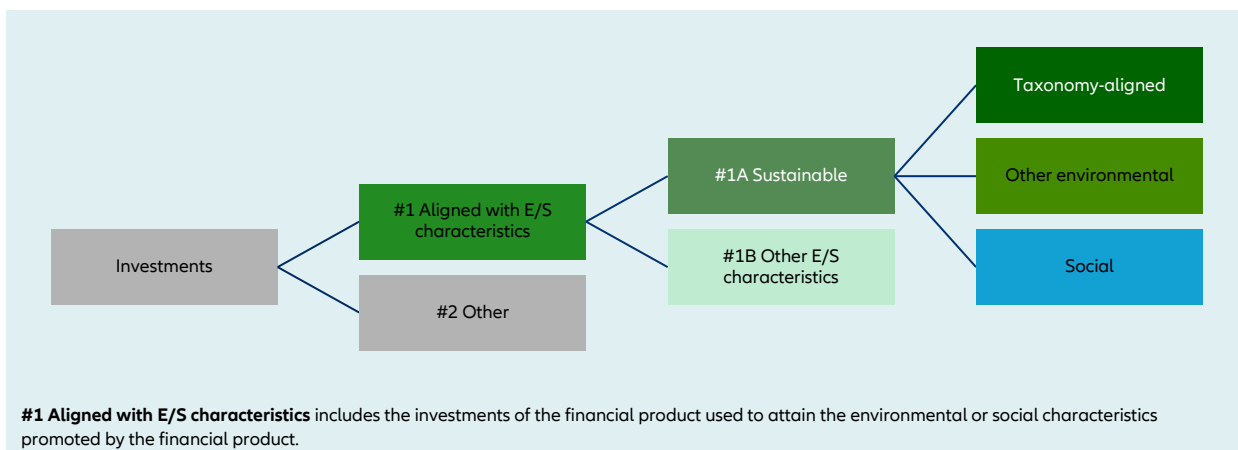 Investments
#1 Aligned with E/S
characteristics
#2 Other
#1A Sustainable
#1B Other E/S
characteristics
Taxonomy-aligned
Other environmental
Social
#1 Aligned with E/S characteristics includes the investments of the financial product used to attain the environmental or social characteristics
promoted by the financial product.